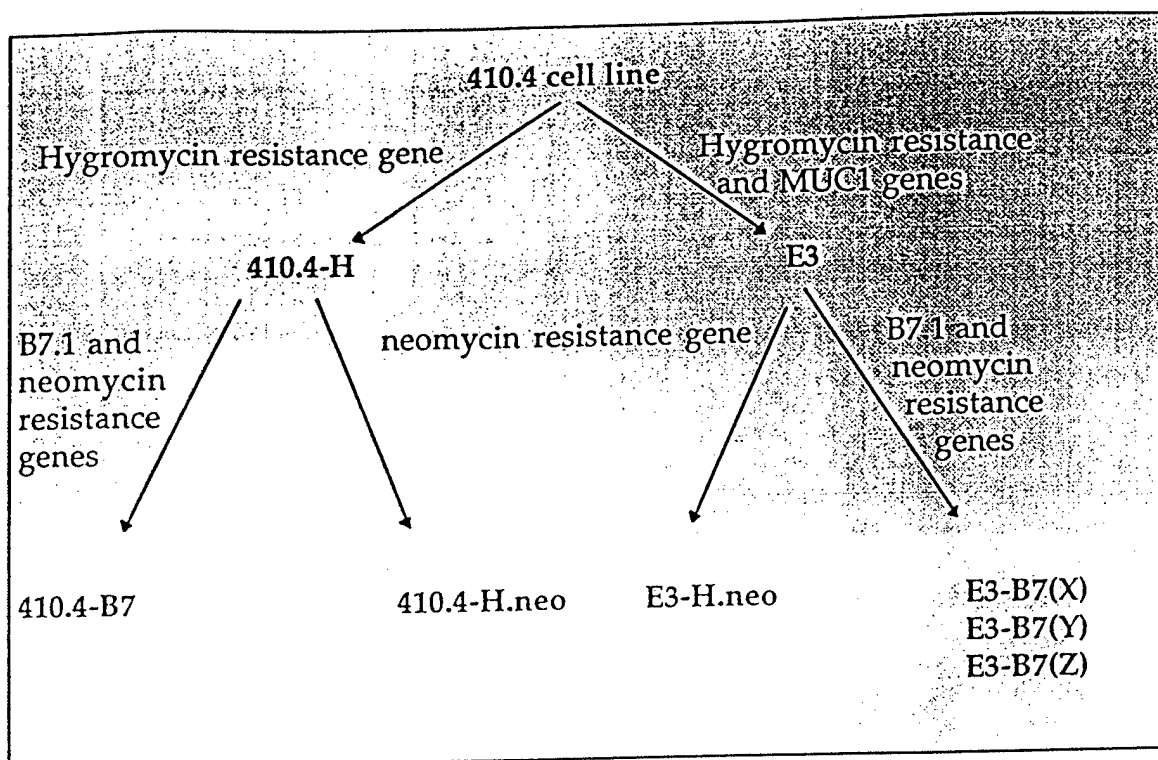 410.4 cell line
Hygromycin resistance gene
Hygromycin resistance
and MUC1 genes
410.4-H
E3
B7.1 and
neomycin
resistance
genes
neomycin resistance gene
B7.1 and
neomycin
resistance
genes
410.4-B7
410.4-H.neo
E3-H.neo
E3-B7(X)
E3-B7(Y)
E3-B7(Z)